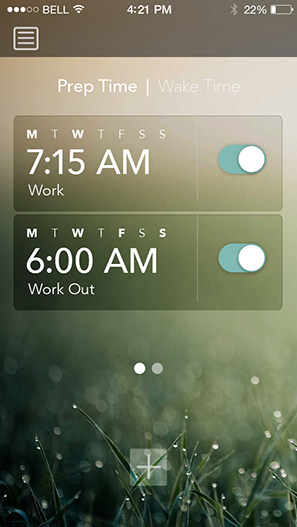 BELL 4:21 PM 22%
Prep Time | Wake Time
M T W T F S S
7:15 AM
Work
M T W T F S S
6:00 AM
Work Out